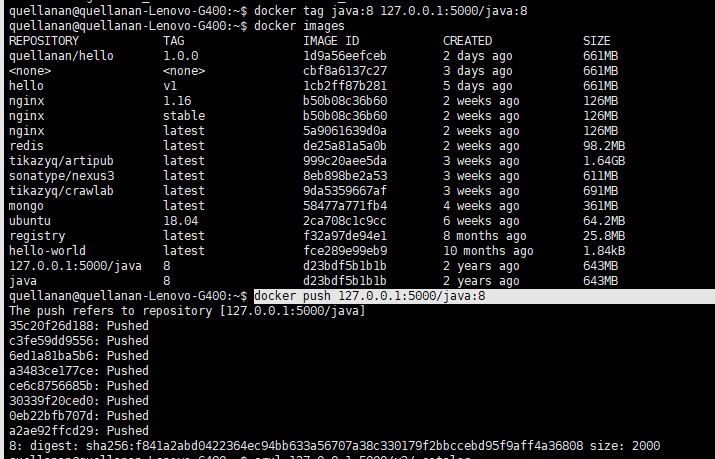 quellanan@quellanan-Lenovo-G400:~$ docker tag java:8 127.0.0.1:5000/java:8
quellanan@quellanan-Lenovo-G400:~$ docker images
REPOSITORY TAG IMAGE ID CREATED SIZE
quellanan/hello 1.0.0 1d9a56eefceb 2 days ago 661MB
<none> <none> cbf8a6137c27 3 days ago 661MB
hello v1 1cb2ff87b281 5 days ago 661MB
nginx 1.16 b50b08c36b60 2 weeks ago 126MB
nginx stable b50b08c36b60 2 weeks ago 126MB
nginx latest 5a9061639d0a 2 weeks ago 126MB
redis latest de25a81a5a0b 2 weeks ago 98.2MB
tikazyq/artipub latest 999c20aee5da 3 weeks ago 1.64GB
sonatype/nexus3 latest 8eb898be2a53 3 weeks ago 611MB
tikazyq/crawlab latest 9da5359667af 3 weeks ago 691MB
mongo latest 58477a771fb4 4 weeks ago 361MB
ubuntu 18.04 2ca708c1c9cc 6 weeks ago 64.2MB
registry latest f32a97de94e1 8 months ago 25.8MB
hello-world latest fce289e99eb9 10 months ago 1.84kB
127.0.0.1:5000/java 8 d23bdf5b1b1b 2 years ago 643MB
java 8 d23bdf5b1b1b 2 years ago 643MB
quellanan@quellanan-Lenovo-G400:~$ docker push 127.0.0.1:5000/java:8
The push refers to repository [127.0.0.1:5000/java]
35c20f26d188: Pushed
c3fe59dd9556: Pushed
6ed1a81ba5b6: Pushed
a3483ce177ce: Pushed
ce6c8756685b: Pushed
30339f20ced0: Pushed
0eb22bfb707d: Pushed
a2ae92ffcd29: Pushed
8: digest: sha256:f841a2abd0422364ec94bb633a56707a38c330179f2bbccebd95f9aff4a36808 size: 2000